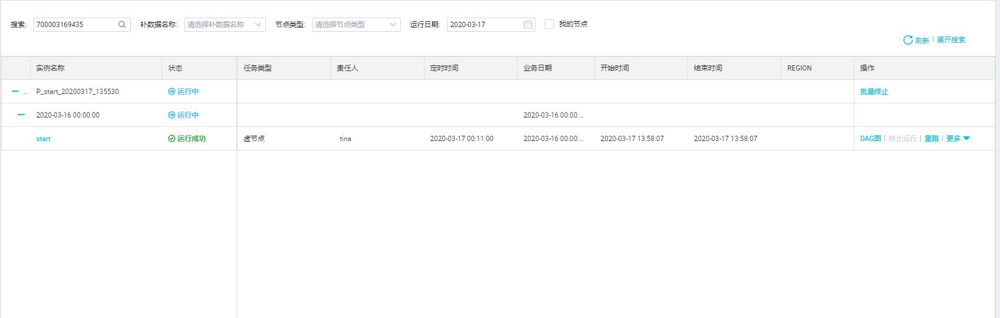 搜索: 700003169435 补数据名称: 请选择补数据名称 节点类型: 请选择节点类型 运行日期: 2020-03-17 我的节点
刷新 展开搜索
实例名称 状态 任务类型 责任人 定时时间 业务日期 开始时间 结束时间 REGION 操作
... P_start_20200317_135530 运行中 批量终止
2020-03-16 00:00:00 运行中 2020-03-16 00:00:...
start 运行成功 虚节点 tina 2020-03-17 00:11:00 2020-03-16 00:00:... 2020-03-17 13:58:07 2020-03-17 13:58:07 DAG图 | 终止运行 | 重跑 | 更多